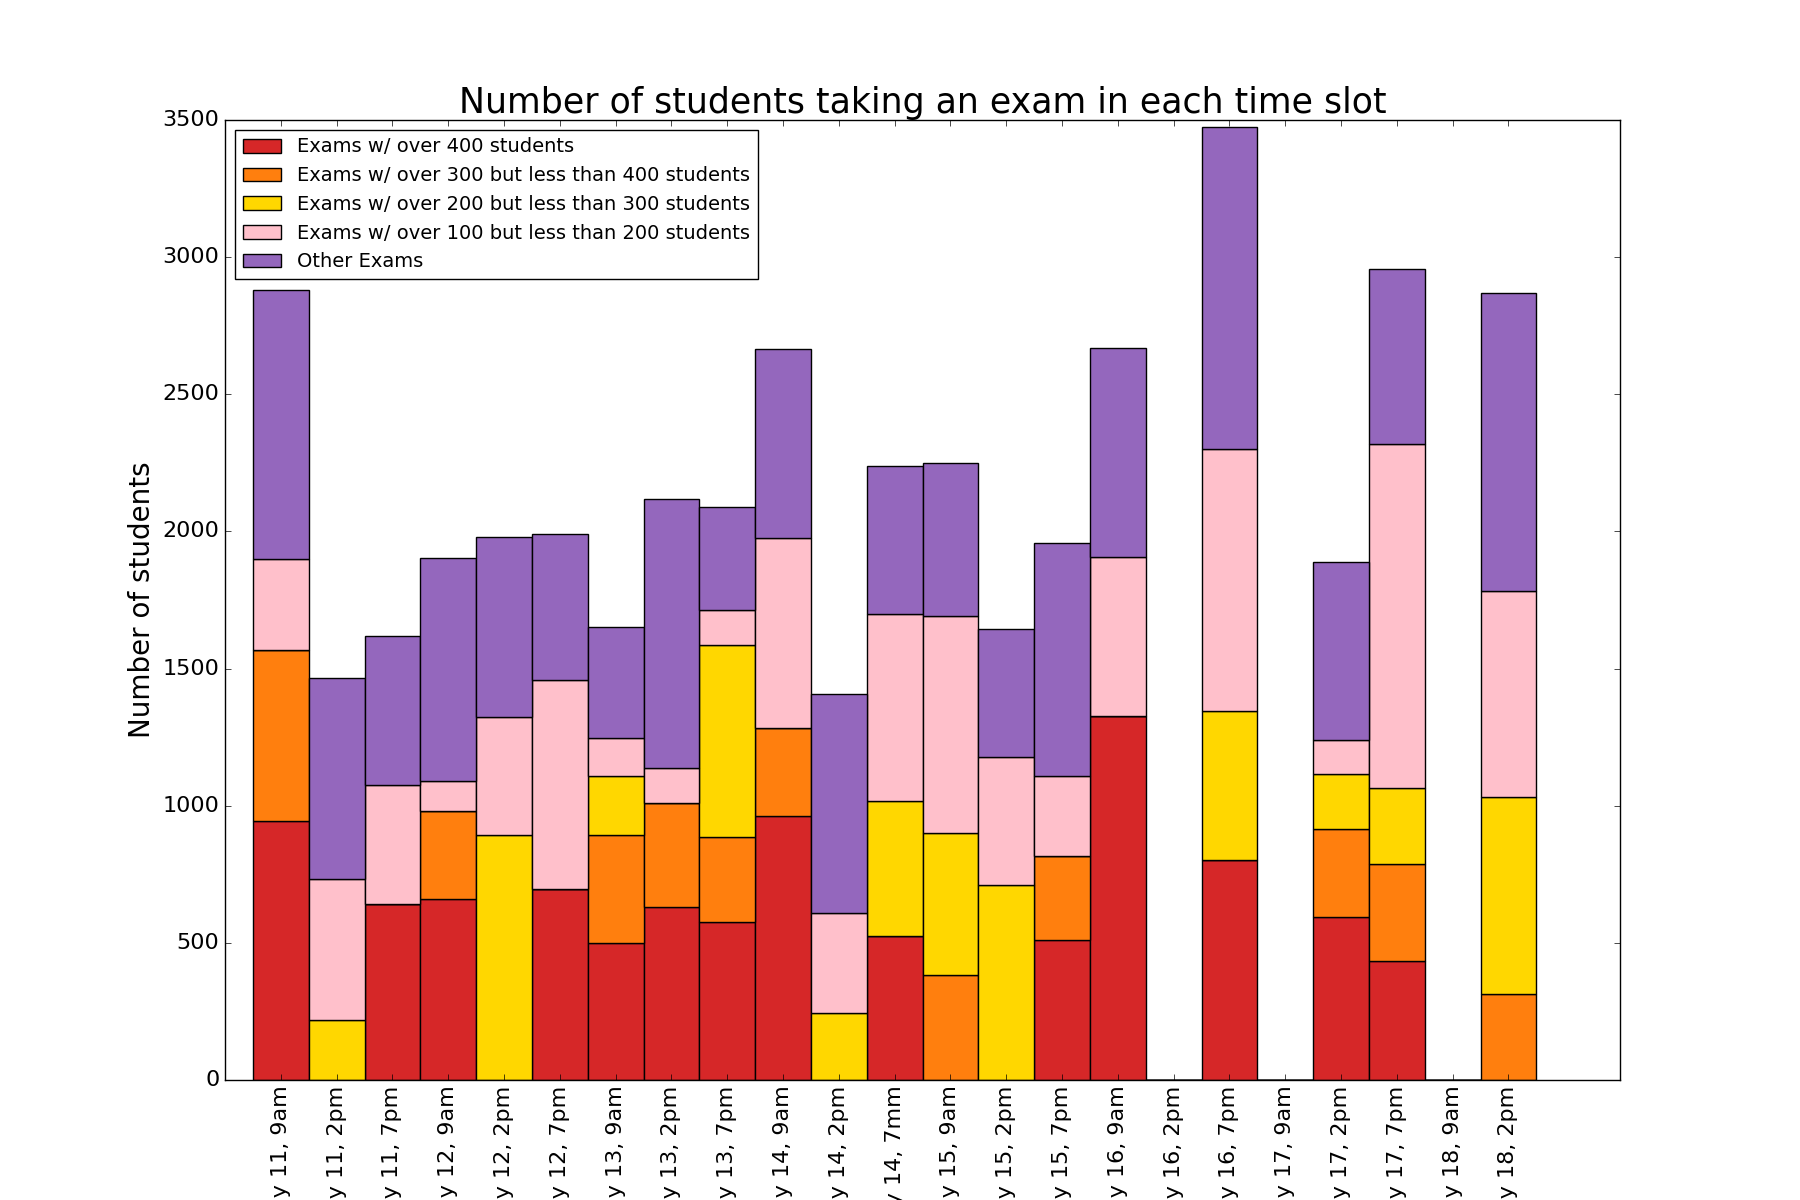 Number of students taking an exam in each time slot
3500
3000
2500
2000
1500
1000
500
0
Number of students
Exams w/ over 400 students
Exams w/ over 300 but less than 400 students
Exams w/ over 200 but less than 300 students
Exams w/ over 100 but less than 200 students
Other Exams
y 11, 9am
y 11, 2pm
y 11, 7pm
y 12, 9am
y 12, 2pm
y 12, 7pm
y 13, 9am
y 13, 2pm
y 13, 7pm
y 14, 9am
y 14, 2pm
y 14, 7mm
y 15, 9am
y 15, 2pm
y 15, 7pm
y 16, 9am
y 16, 2pm
y 16, 7pm
y 17, 9am
y 17, 2pm
y 17, 7pm
y 18, 9am
y 18, 2pm